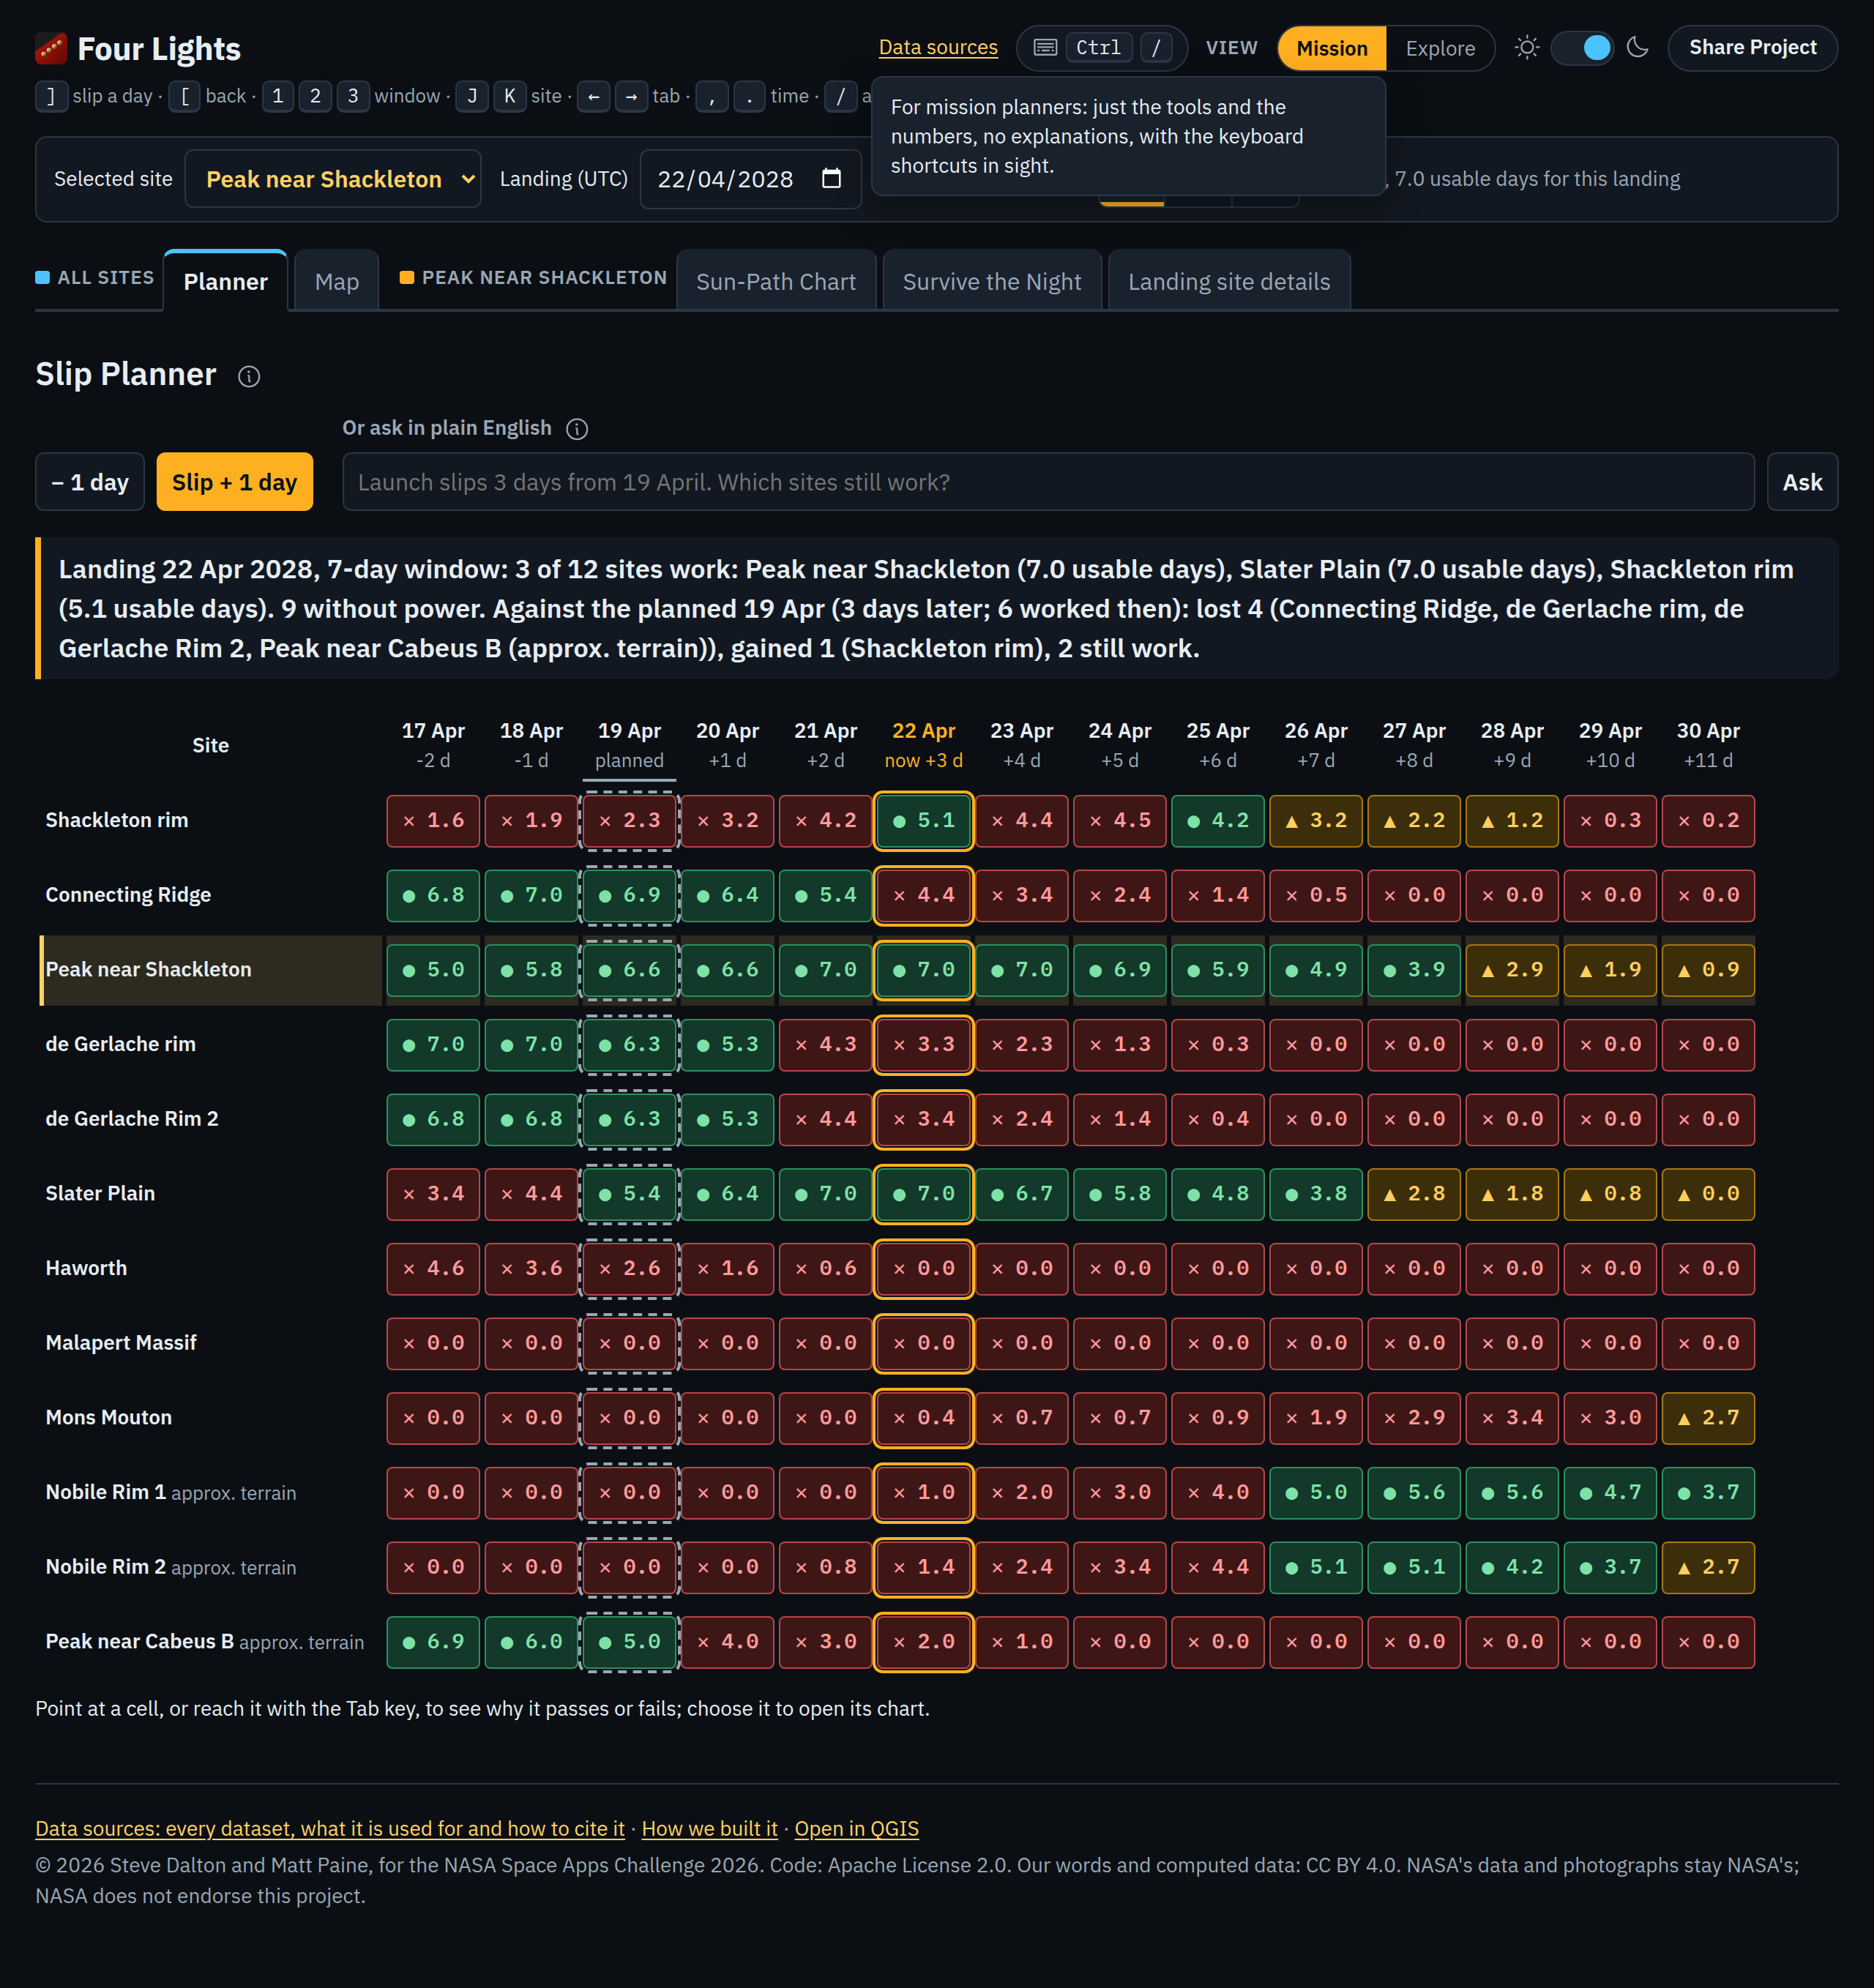 Four Lights
Data sources
Ctrl /
VIEW
Mission
Explore
Share Project
] slip a day · [ back · 1 2 3 window · J K site · ← → tab · , . time · / a
For mission planners: just the tools and the
numbers, no explanations, with the keyboard
shortcuts in sight.
Selected site
Peak near Shackleton
Landing (UTC)
22/04/2028
, 7.0 usable days for this landing
ALL SITES
Planner
Map
PEAK NEAR SHACKLETON
Sun-Path Chart
Survive the Night
Landing site details
Slip Planner
Or ask in plain English
− 1 day
Slip + 1 day
Launch slips 3 days from 19 April. Which sites still work?
Ask
Landing 22 Apr 2028, 7-day window: 3 of 12 sites work: Peak near Shackleton (7.0 usable days), Slater Plain (7.0 usable days), Shackleton rim
(5.1 usable days). 9 without power. Against the planned 19 Apr (3 days later; 6 worked then): lost 4 (Connecting Ridge, de Gerlache rim, de
Gerlache Rim 2, Peak near Cabeus B (approx. terrain)), gained 1 (Shackleton rim), 2 still work.
Site 17 Apr 18 Apr 19 Apr 20 Apr 21 Apr 22 Apr 23 Apr 24 Apr 25 Apr 26 Apr 27 Apr 28 Apr 29 Apr 30 Apr
-2 d -1 d planned +1 d +2 d now +3 d +4 d +5 d +6 d +7 d +8 d +9 d +10 d +11 d
Shackleton rim × 1.6 × 1.9 × 2.3 × 3.2 × 4.2 ● 5.1 × 4.4 × 4.5 ● 4.2 ▲ 3.2 ▲ 2.2 ▲ 1.2 × 0.3 × 0.2
Connecting Ridge ● 6.8 ● 7.0 ● 6.9 ● 6.4 ● 5.4 × 4.4 × 3.4 × 2.4 × 1.4 × 0.5 × 0.0 × 0.0 × 0.0 × 0.0
Peak near Shackleton ● 5.0 ● 5.8 ● 6.6 ● 6.6 ● 7.0 ● 7.0 ● 7.0 ● 6.9 ● 5.9 ● 4.9 ● 3.9 ▲ 2.9 ▲ 1.9 ▲ 0.9
de Gerlache rim ● 7.0 ● 7.0 ● 6.3 ● 5.3 × 4.3 × 3.3 × 2.3 × 1.3 × 0.3 × 0.0 × 0.0 × 0.0 × 0.0 × 0.0
de Gerlache Rim 2 ● 6.8 ● 6.8 ● 6.3 ● 5.3 × 4.4 × 3.4 × 2.4 × 1.4 × 0.4 × 0.0 × 0.0 × 0.0 × 0.0 × 0.0
Slater Plain × 3.4 × 4.4 ● 5.4 ● 6.4 ● 7.0 ● 7.0 ● 6.7 ● 5.8 ● 4.8 ● 3.8 ▲ 2.8 ▲ 1.8 ▲ 0.8 ▲ 0.0
Haworth × 4.6 × 3.6 × 2.6 × 1.6 × 0.6 × 0.0 × 0.0 × 0.0 × 0.0 × 0.0 × 0.0 × 0.0 × 0.0 × 0.0
Malapert Massif × 0.0 × 0.0 × 0.0 × 0.0 × 0.0 × 0.0 × 0.0 × 0.0 × 0.0 × 0.0 × 0.0 × 0.0 × 0.0 × 0.0
Mons Mouton × 0.0 × 0.0 × 0.0 × 0.0 × 0.0 × 0.4 × 0.7 × 0.7 × 0.9 × 1.9 × 2.9 × 3.4 × 3.0 ▲ 2.7
Nobile Rim 1 approx. terrain × 0.0 × 0.0 × 0.0 × 0.0 × 0.0 × 1.0 × 2.0 × 3.0 × 4.0 ● 5.0 ● 5.6 ● 5.6 ● 4.7 ● 3.7
Nobile Rim 2 approx. terrain × 0.0 × 0.0 × 0.0 × 0.0 × 0.8 × 1.4 × 2.4 × 3.4 × 4.4 ● 5.1 ● 5.1 ● 4.2 ● 3.7 ▲ 2.7
Peak near Cabeus B approx. terrain ● 6.9 ● 6.0 ● 5.0 × 4.0 × 3.0 × 2.0 × 1.0 × 0.0 × 0.0 × 0.0 × 0.0 × 0.0 × 0.0 × 0.0
Point at a cell, or reach it with the Tab key, to see why it passes or fails; choose it to open its chart.
Data sources: every dataset, what it is used for and how to cite it · How we built it · Open in QGIS
© 2026 Steve Dalton and Matt Paine, for the NASA Space Apps Challenge 2026. Code: Apache License 2.0. Our words and computed data: CC BY 4.0. NASA's data and photographs stay NASA's;
NASA does not endorse this project.